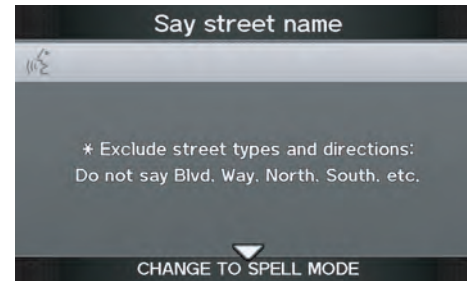 Say street name
* Exclude street types and directions:
Do not say Blvd, Way, North, South, etc.
CHANGE TO SPELL MODE